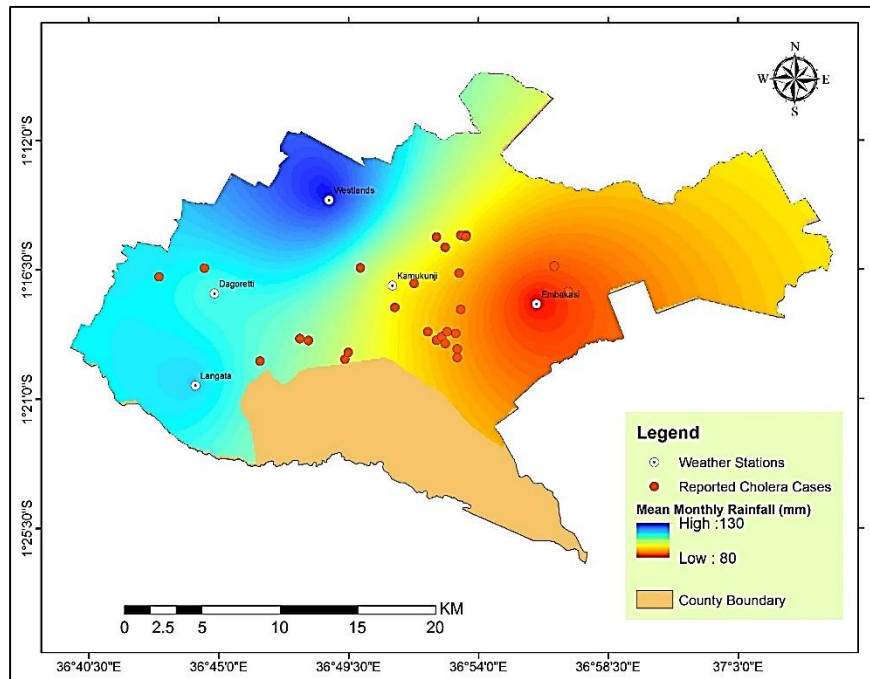 N
W E
S
1°12'0"S
1°16'30"S
1°21'0"S
1°25'30"S
Westlands
Dagoretti
Kamukunji
Embakasi
Langata
Legend
Weather Stations
Reported Cholera Cases
Mean Monthly Rainfall (mm)
High :130
Low : 80
County Boundary
KM
0 2.5 5 10 15 20
36°40'30"E 36°45'0"E 36°49'30"E 36°54'0"E 36°58'30"E 37°3'0"E